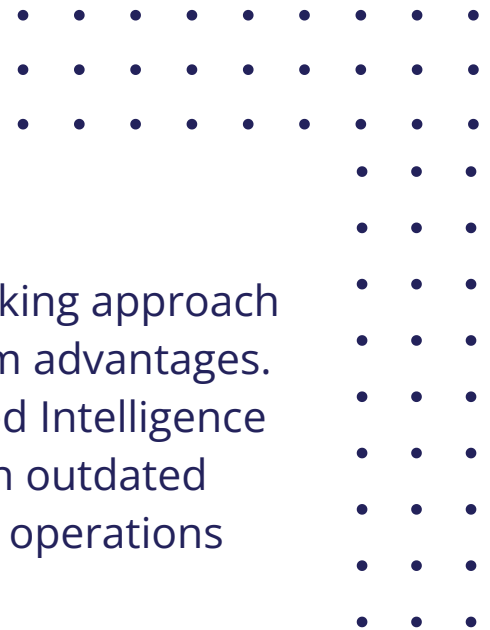 king approach
m advantages.
d Intelligence
n outdated
operations